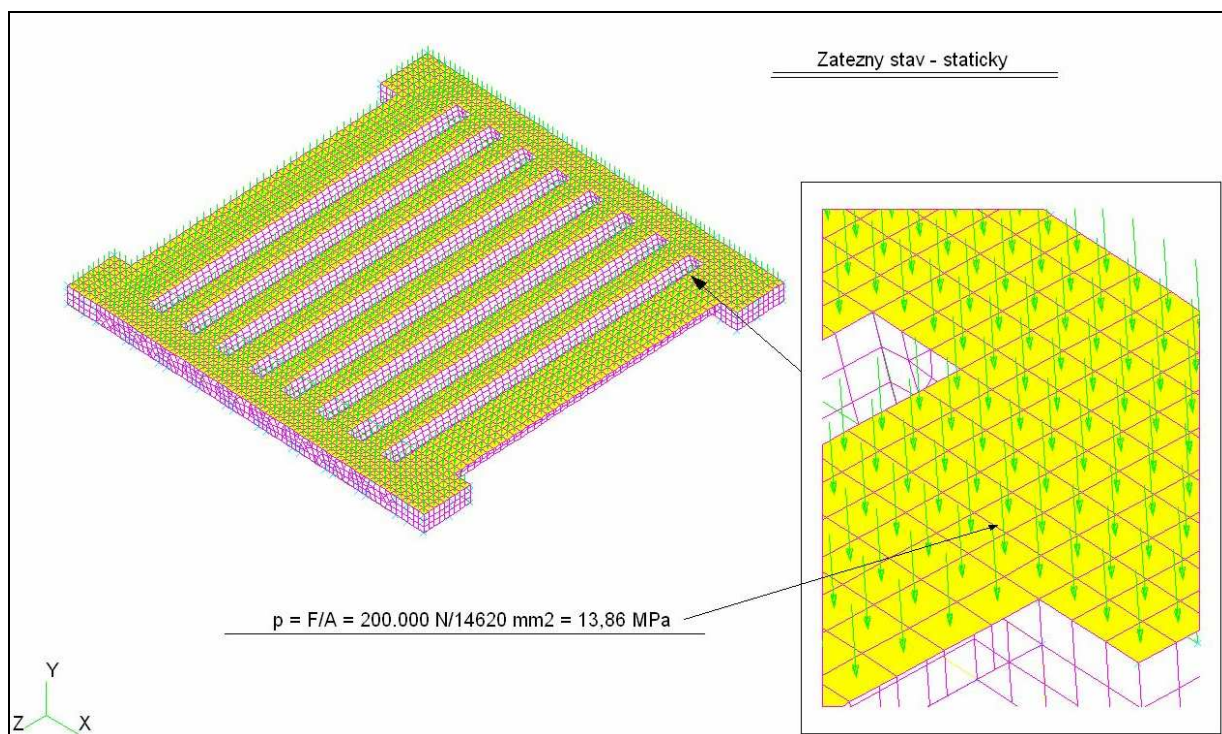 Zatezny stav - staticky
p = F/A = 200.000 N/14620 mm2 = 13,86 MPa
Y
Z X